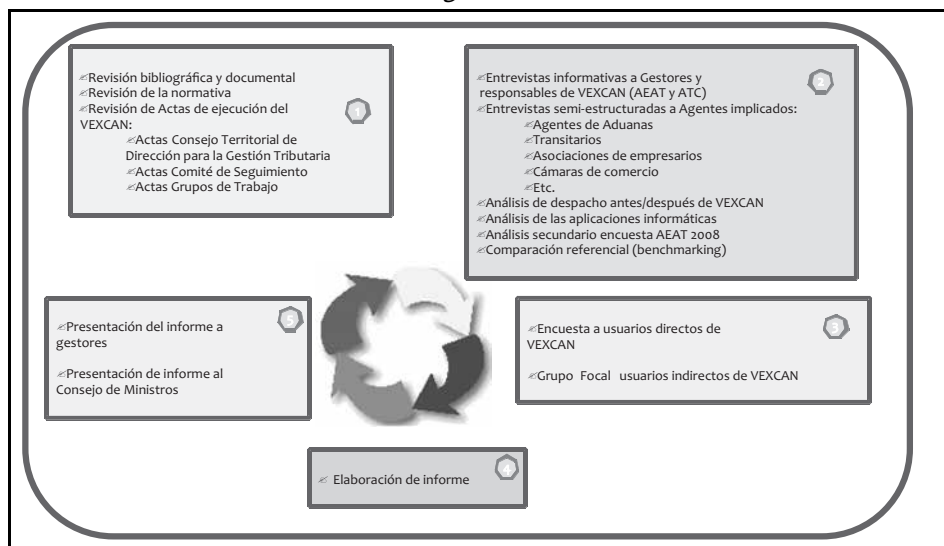 Revisión bibliográfica y documental
Revisión de la normativa
Revisión de Actas de ejecución del
VEXCAN:
Actas Consejo Territorial de
Dirección para la Gestión Tributaria
Actas Comité de Seguimiento
Actas Grupos de Trabajo
1
Entrevistas informativas a Gestores y
responsables de VEXCAN (AEAT y ATC)
Entrevistas semi-estructuradas a Agentes implicados:
Agentes de Aduanas
Transitarios
Asociaciones de empresarios
Cámaras de comercio
Etc.
Análisis de despacho antes/después de VEXCAN
Análisis de las aplicaciones informáticas
Análisis secundario encuesta AEAT 2008
Comparación referencial (benchmarking)
2
Encuesta a usuarios directos de
VEXCAN
Grupo Focal usuarios indirectos de VEXCAN
3
Elaboración de informe
4
Presentación del informe a
gestores
Presentación de informe al
Consejo de Ministros
5